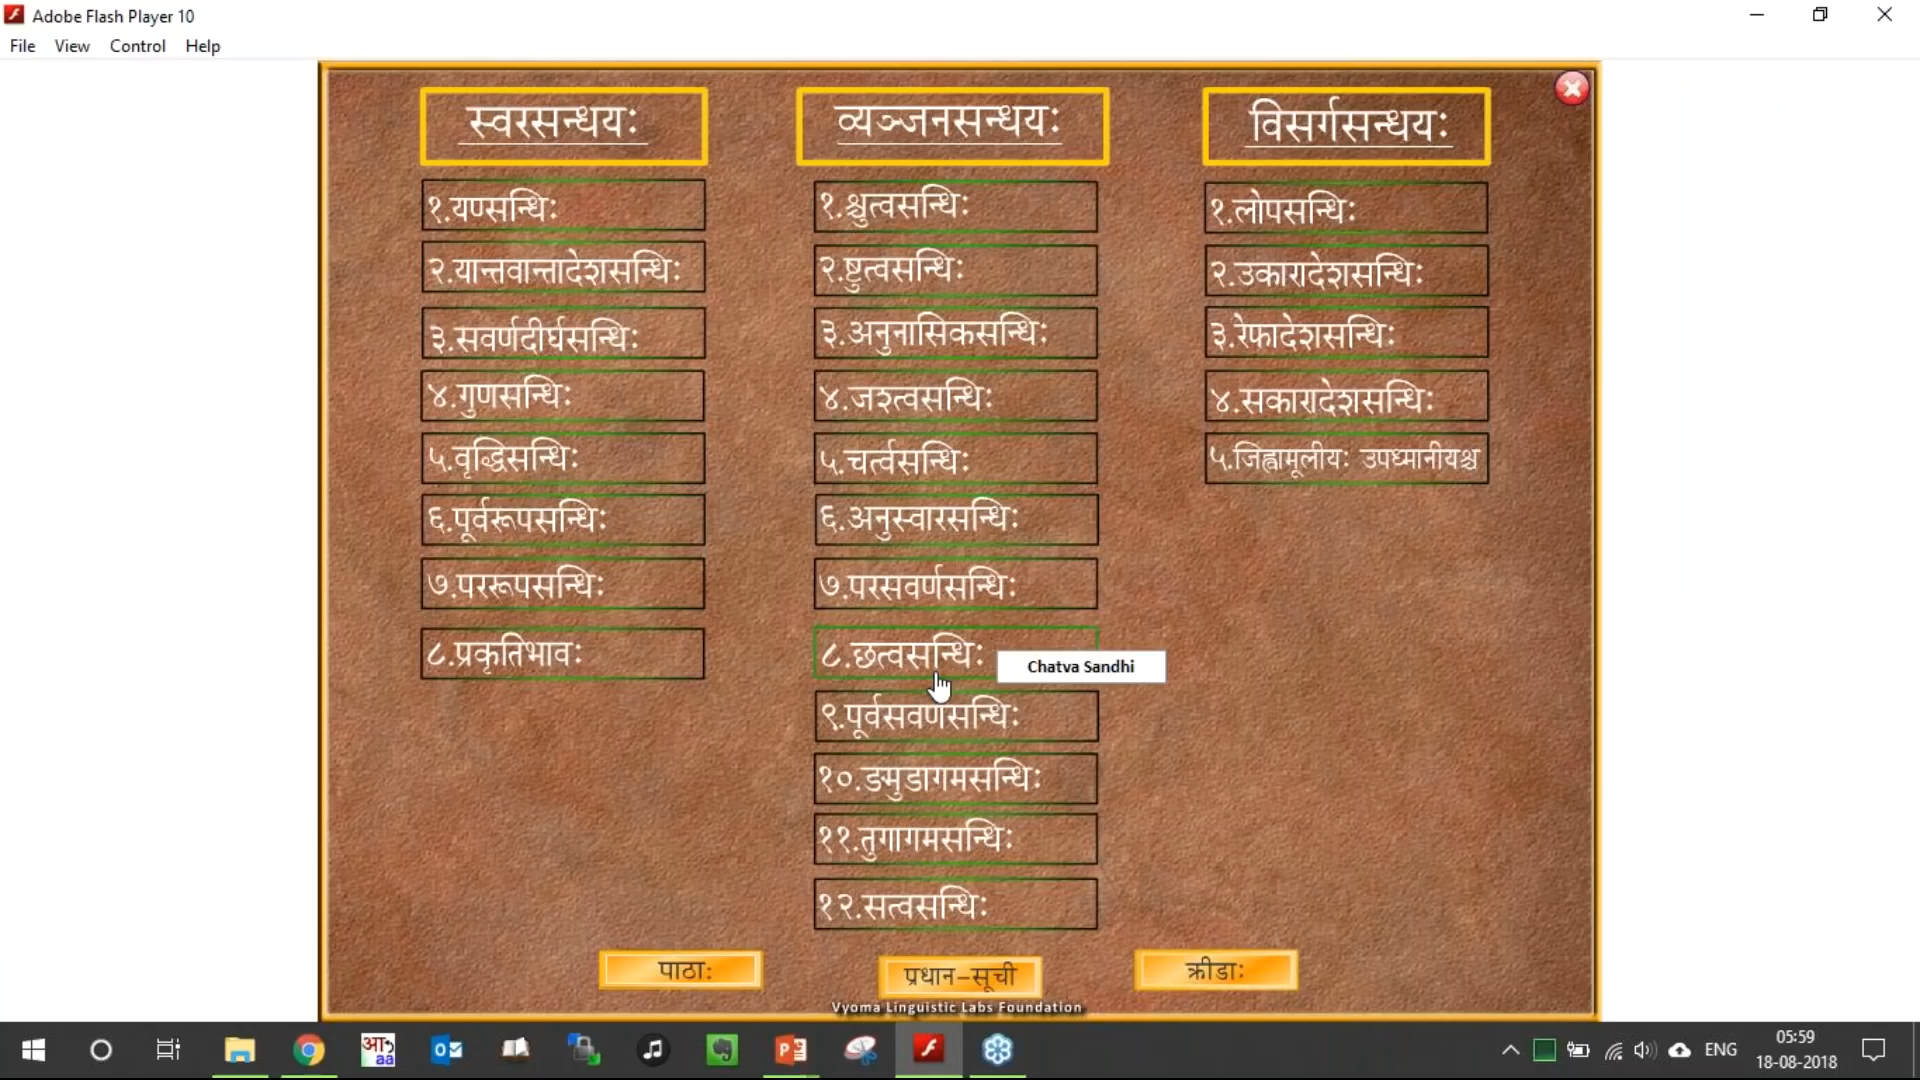 Adobe Flash Player 10
File View Control Help
स्वरसन्धयः
१.यण्सन्धिः
२.यान्तवान्तादेशसन्धिः
३.सवर्णदीर्घसन्धिः
४.गुणसन्धिः
५.वृद्धिसन्धिः
६.पूर्वरूपसन्धिः
७.पररूपसन्धिः
८.प्रकृतिभावः
व्यञ्जनसन्धयः
१.श्चुत्वसन्धिः
२.ष्टुत्वसन्धिः
३.अनुनासिकसन्धिः
४.जश्त्वसन्धिः
५.चर्त्वसन्धिः
६.अनुस्वारसन्धिः
७.परसवर्णसन्धिः
८.छत्वसन्धिः
Chatva Sandhi
९.पूर्वसवर्णसन्धिः
१०.ङमुडागमसन्धिः
११.तुगागमसन्धिः
१२.सत्वसन्धिः
विसर्गसन्धयः
१.लोपसन्धिः
२.उकारादेशसन्धिः
३.रेफादेशसन्धिः
४.सकारादेशसन्धिः
५.जिह्वामूलीयः उपध्मानीयश्च
पाठाः
प्रधान-सूची
क्रीडाः
Vyoma Linguistic Labs Foundation
ENG
05:59
18-08-2018